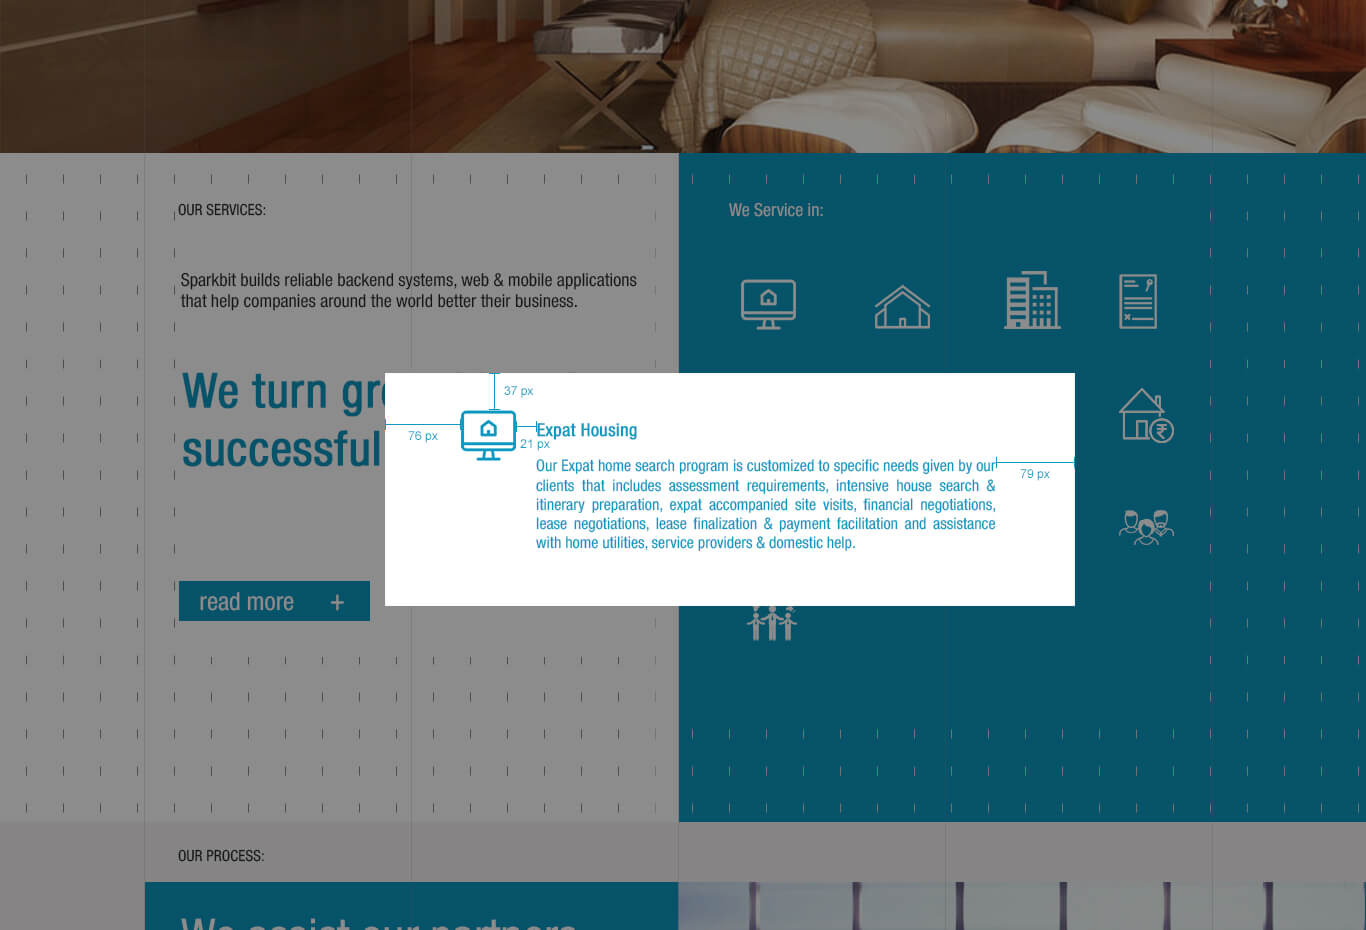 OUR SERVICES:
We Service in:
Sparkbit builds reliable backend systems, web & mobile applications
that help companies around the world better their business.
We turn
successful
37 px
76 px
21 px
Expat Housing
Our Expat home search program is customized to specific needs given by our
clients that includes assessment requirements, intensive house search &
itinerary preparation, expat accompanied site visits, financial negotiations,
lease negotiations, lease finalization & payment facilitation and assistance
with home utilities, service providers & domestic help.
79 px
read more +
OUR PROCESS:
We assist our partners